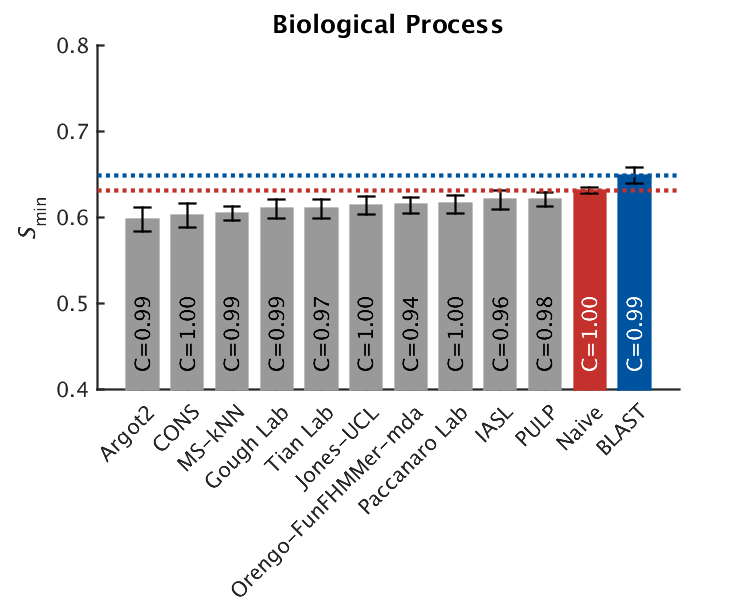 Biological Process
0.8
0.7
0.6
0.5
0.4
Smin
C=0.99
C=1.00
C=0.99
C=0.99
C=0.97
C=1.00
C=0.94
C=1.00
C=0.96
C=0.98
C=1.00
C=0.99
Argot2
CONS
MS-kNN
Gough Lab
Tian Lab
Jones-UCL
Orengo-FunFHMMer-mda
Paccanaro Lab
IASL
PULP
Naive
BLAST